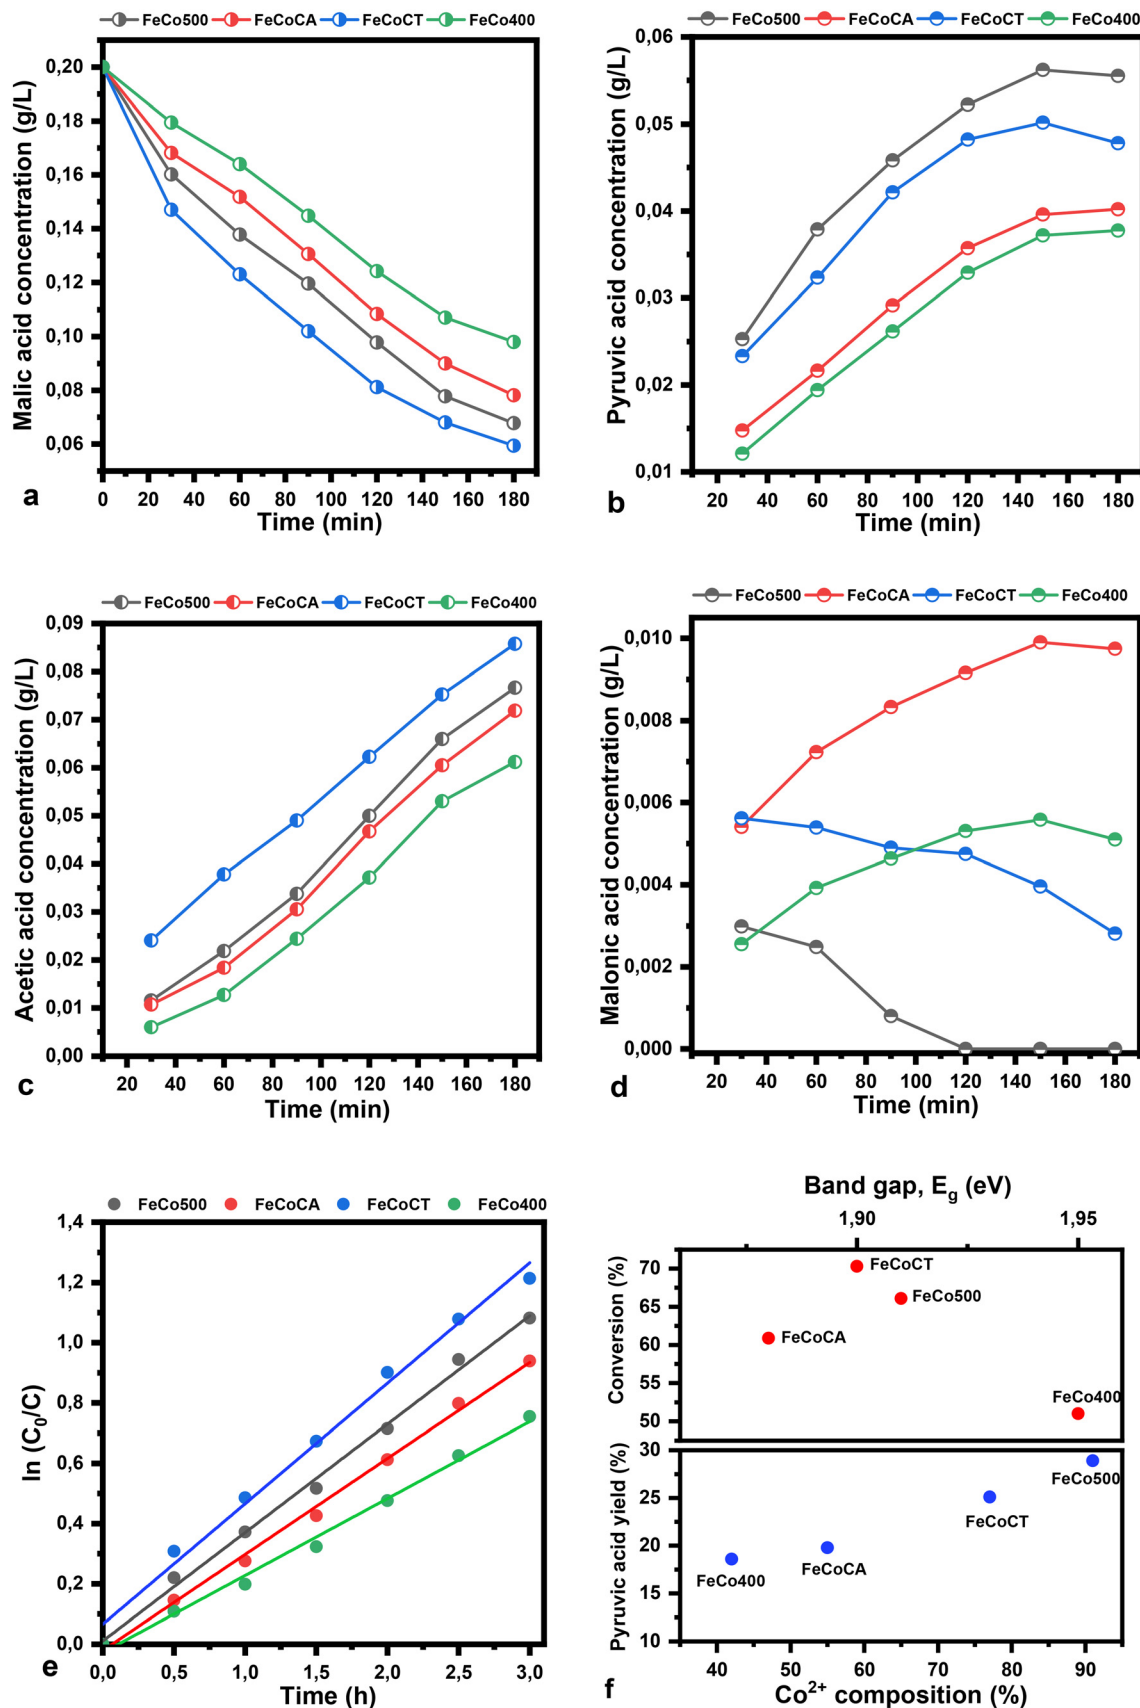 FeCo500 FeCoCA FeCoCT FeCo400
Malic acid concentration (g/L)
0,20
0,18
0,16
0,14
0,12
0,10
0,08
0,06
0 20 40 60 80 100 120 140 160 180
Time (min)
a
FeCo500 FeCoCA FeCoCT FeCo400
Pyruvic acid concentration (g/L)
0,06
0,05
0,04
0,03
0,02
0,01
20 40 60 80 100 120 140 160 180
Time (min)
b
FeCo500 FeCoCA FeCoCT FeCo400
Acetic acid concentration (g/L)
0,09
0,08
0,07
0,06
0,05
0,04
0,03
0,02
0,01
0,00
20 40 60 80 100 120 140 160 180
Time (min)
c
FeCo500 FeCoCA FeCoCT FeCo400
Malonic acid concentration (g/L)
0,010
0,008
0,006
0,004
0,002
0,000
20 40 60 80 100 120 140 160 180
Time (min)
d
FeCo500 FeCoCA FeCoCT FeCo400
ln (C₀/C)
1,4
1,2
1,0
0,8
0,6
0,4
0,2
0,0
0,0 0,5 1,0 1,5 2,0 2,5 3,0
Time (h)
e
Band gap, E_g (eV)
1,90 1,95
Conversion (%)
70
65
60
55
50
FeCoCT
FeCo500
FeCoCA
FeCo400
Pyruvic acid yield (%)
30
25
20
15
10
FeCo500
FeCoCT
FeCoCA
FeCo400
40 50 60 70 80 90
Co²⁺ composition (%)
f